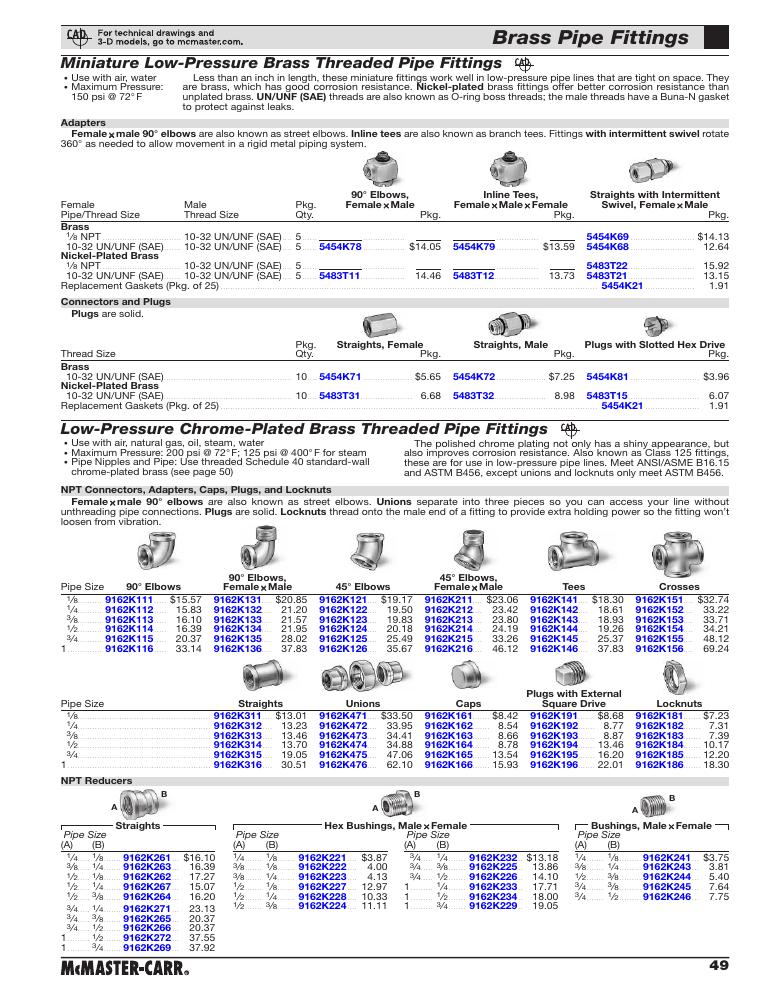 CAD For technical drawings and
3-D models, go to mcmaster.com.
Brass Pipe Fittings
Miniature Low-Pressure Brass Threaded Pipe Fittings CAD
• Use with air, water
• Maximum Pressure:
150 psi @ 72° F
Less than an inch in length, these miniature fittings work well in low-pressure pipe lines that are tight on space. They
are brass, which has good corrosion resistance. Nickel-plated brass fittings offer better corrosion resistance than
unplated brass. UN/UNF (SAE) threads are also known as O-ring boss threads; the male threads have a Buna-N gasket
to protect against leaks.
Adapters
Female x male 90° elbows are also known as street elbows. Inline tees are also known as branch tees. Fittings with intermittent swivel rotate
360° as needed to allow movement in a rigid metal piping system.
90° Elbows, Inline Tees, Straights with Intermittent
Female Male Pkg. Female x Male Female x Male x Female Swivel, Female x Male
Pipe/Thread Size Thread Size Qty. Pkg. Pkg. Pkg.
Brass
1/8 NPT 10-32 UN/UNF (SAE) 5 5454K69 $14.13
10-32 UN/UNF (SAE) 10-32 UN/UNF (SAE) 5 5454K78 $14.05 5454K79 $13.59 5454K68 12.64
Nickel-Plated Brass
1/8 NPT 10-32 UN/UNF (SAE) 5 5483T22 15.92
10-32 UN/UNF (SAE) 10-32 UN/UNF (SAE) 5 5483T11 14.46 5483T12 13.73 5483T21 13.15
Replacement Gaskets (Pkg. of 25) 5454K21 1.91
Connectors and Plugs
Plugs are solid.
Pkg. Straights, Female Straights, Male Plugs with Slotted Hex Drive
Thread Size Qty. Pkg. Pkg. Pkg.
Brass
10-32 UN/UNF (SAE) 10 5454K71 $5.65 5454K72 $7.25 5454K81 $3.96
Nickel-Plated Brass
10-32 UN/UNF (SAE) 10 5483T31 6.68 5483T32 8.98 5483T15 6.07
Replacement Gaskets (Pkg. of 25) 5454K21 1.91
Low-Pressure Chrome-Plated Brass Threaded Pipe Fittings CAD
• Use with air, natural gas, oil, steam, water
• Maximum Pressure: 200 psi @ 72° F; 125 psi @ 400° F for steam
• Pipe Nipples and Pipe: Use threaded Schedule 40 standard-wall
chrome-plated brass (see page 50)
The polished chrome plating not only has a shiny appearance, but
also improves corrosion resistance. Also known as Class 125 fittings,
these are for use in low-pressure pipe lines. Meet ANSI/ASME B16.15
and ASTM B456, except unions and locknuts only meet ASTM B456.
NPT Connectors, Adapters, Caps, Plugs, and Locknuts
Female x male 90° elbows are also known as street elbows. Unions separate into three pieces so you can access your line without
unthreading pipe connections. Plugs are solid. Locknuts thread onto the male end of a fitting to provide extra holding power so the fitting won't
loosen from vibration.
90° Elbows, 45° Elbows,
Pipe Size 90° Elbows Female x Male 45° Elbows Female x Male Tees Crosses
1/8 9162K111 $15.57 9162K131 $20.85 9162K121 $19.17 9162K211 $23.06 9162K141 $18.30 9162K151 $32.74
1/4 9162K112 15.83 9162K132 21.20 9162K122 19.50 9162K212 23.42 9162K142 18.61 9162K152 33.22
3/8 9162K113 16.10 9162K133 21.57 9162K123 19.83 9162K213 23.80 9162K143 18.93 9162K153 33.71
1/2 9162K114 16.39 9162K134 21.95 9162K124 20.18 9162K214 24.19 9162K144 19.26 9162K154 34.21
3/4 9162K115 20.37 9162K135 28.02 9162K125 25.49 9162K215 33.26 9162K145 25.37 9162K155 48.12
1 9162K116 33.14 9162K136 37.83 9162K126 35.67 9162K216 46.12 9162K146 37.83 9162K156 69.24
Plugs with External
Pipe Size Straights Unions Caps Square Drive Locknuts
1/8 9162K311 $13.01 9162K471 $33.50 9162K161 $8.42 9162K191 $8.68 9162K181 $7.23
1/4 9162K312 13.23 9162K472 33.95 9162K162 8.54 9162K192 8.77 9162K182 7.31
3/8 9162K313 13.46 9162K473 34.41 9162K163 8.66 9162K193 8.87 9162K183 7.39
1/2 9162K314 13.70 9162K474 34.88 9162K164 8.78 9162K194 13.46 9162K184 10.17
3/4 9162K315 19.05 9162K475 47.06 9162K165 13.54 9162K195 16.20 9162K185 12.20
1 9162K316 30.51 9162K476 62.10 9162K166 15.93 9162K196 22.01 9162K186 18.30
NPT Reducers
A B
A B
A B
Straights Hex Bushings, Male x Female Bushings, Male x Female
Pipe Size Pipe Size Pipe Size Pipe Size
(A) (B) (A) (B) (A) (B) (A) (B)
1/4 1/8 9162K261 $16.10 1/4 1/8 9162K221 $3.87 3/4 1/4 9162K232 $13.18 1/4 1/8 9162K241 $3.75
3/8 1/4 9162K263 16.39 3/8 1/8 9162K222 4.00 3/4 3/8 9162K225 13.86 3/8 1/4 9162K243 3.81
1/2 1/8 9162K262 17.27 3/8 1/4 9162K223 4.13 3/4 1/2 9162K226 14.10 1/2 3/8 9162K244 5.40
1/2 1/4 9162K267 15.07 1/2 1/8 9162K227 12.97 1 1/4 9162K233 17.71 3/4 3/8 9162K245 7.64
1/2 3/8 9162K264 16.20 1/2 1/4 9162K228 10.33 1 1/2 9162K234 18.00 3/4 1/2 9162K246 7.75
3/4 1/4 9162K271 23.13 1/2 3/8 9162K224 11.11 1 3/4 9162K229 19.05
3/4 3/8 9162K265 20.37
3/4 1/2 9162K266 20.37
1 1/2 9162K272 37.55
1 3/4 9162K269 37.92
McMASTER-CARR®
49